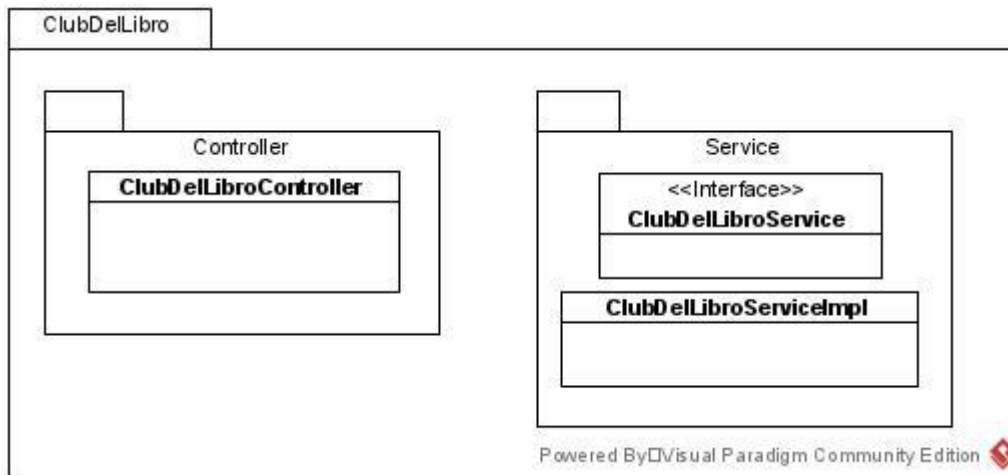 ClubDelLibro
Controller
ClubDelLibroController
Service
<<Interface>>
ClubDelLibroService
ClubDelLibroServiceImpl
Powered By□Visual Paradigm Community Edition